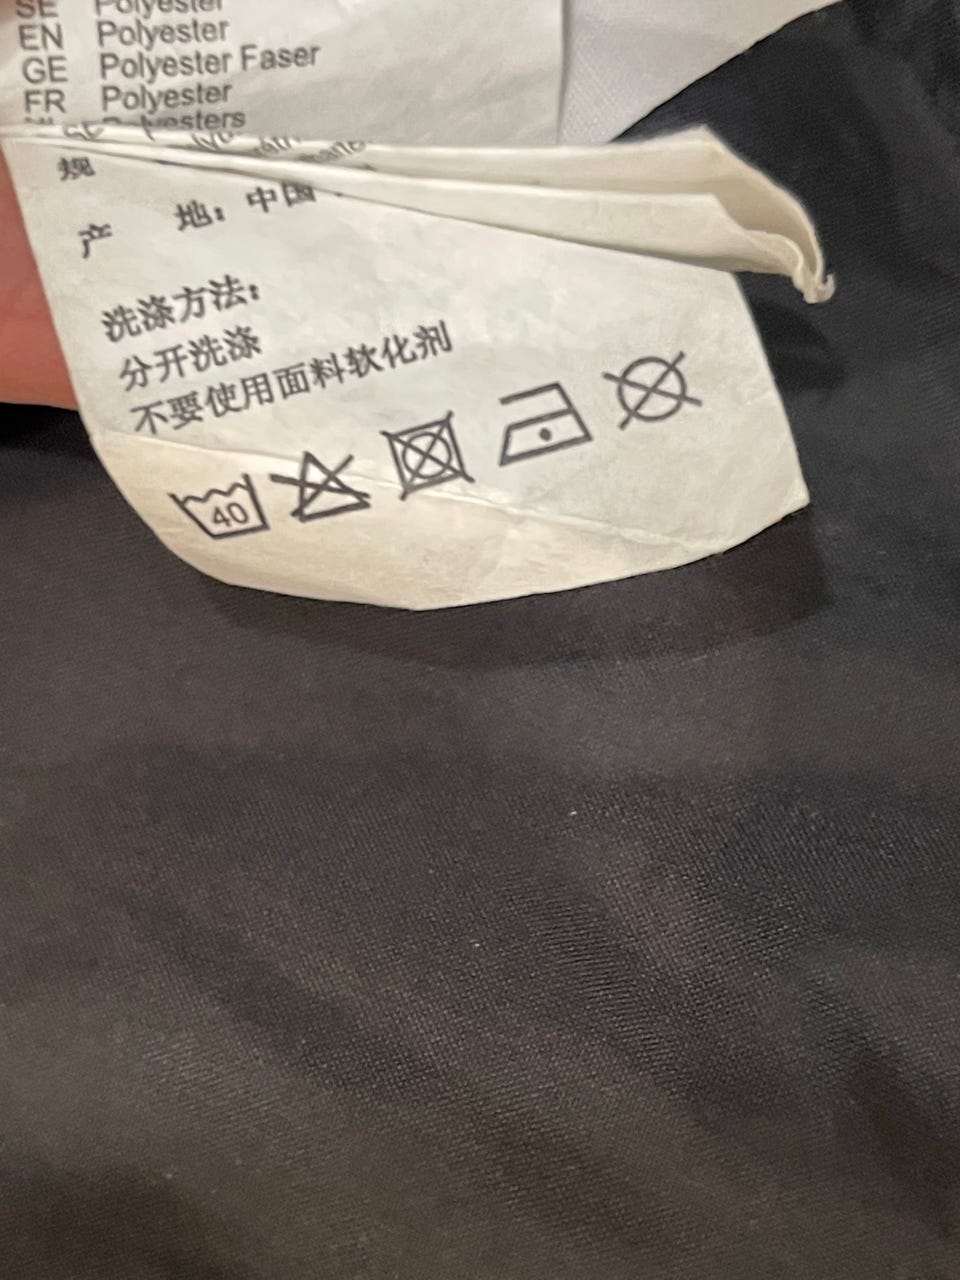 SE Polyester
EN Polyester
GE Polyester Faser
FR Polyester
规
产 地：中国
洗涤方法：
分开洗涤
不要使用面料软化剂
40